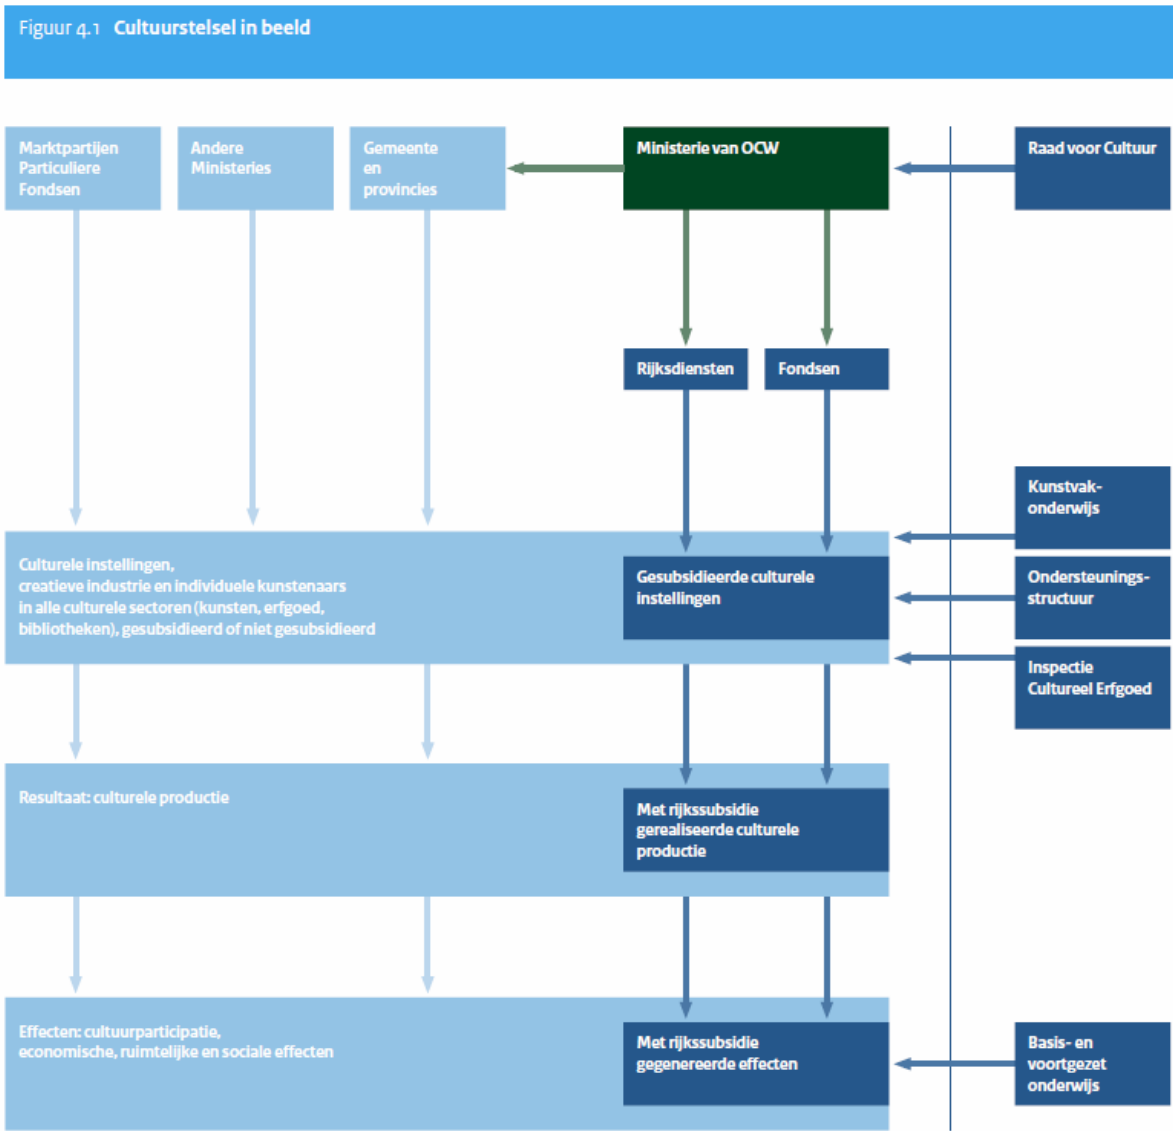 Figuur 4.1 Cultuurstelsel in beeld
Marktpartijen
Particuliere
Fondsen
Andere
Ministeries
Gemeente
en
provincies
Ministerie van OCW
Raad voor Cultuur
Rijksdiensten
Fondsen
Kunstvak-
onderwijs
Culturele instellingen,
creatieve industrie en individuele kunstenaars
in alle culturele sectoren (kunsten, erfgoed,
bibliotheken), gesubsidieerd of niet gesubsidieerd
Gesubsidieerde culturele
instellingen
Ondersteunings-
structuur
Inspectie
Cultureel Erfgoed
Resultaat: culturele productie
Met rijkssubsidie
gerealiseerde culturele
productie
Effecten: cultuurparticipatie,
economische, ruimtelijke en sociale effecten
Met rijkssubsidie
gegenereerde effecten
Basis- en
voortgezet
onderwijs